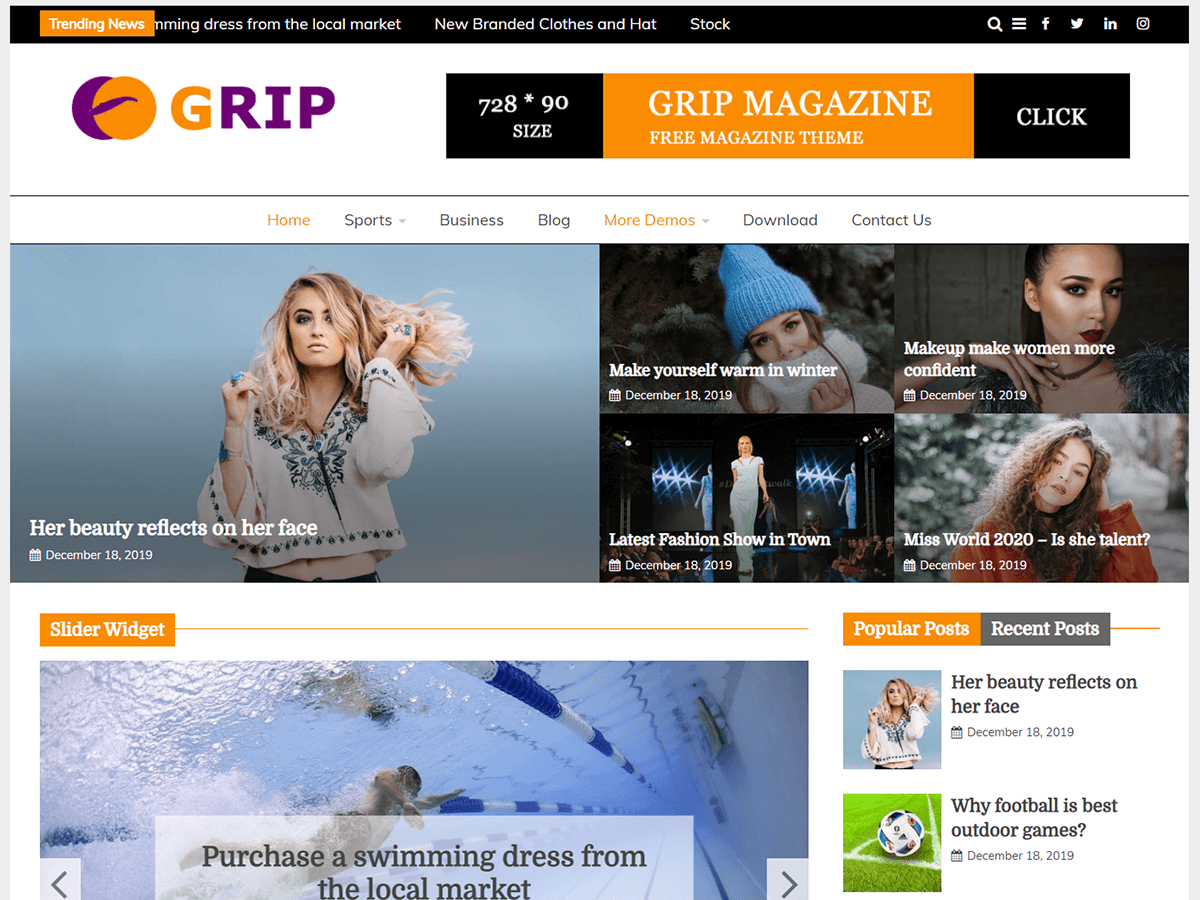 Trending News mming dress from the local market New Branded Clothes and Hat Stock
GRIP
728 * 90
SIZE
GRIP MAGAZINE
FREE MAGAZINE THEME
CLICK
Home Sports Business Blog More Demos Download Contact Us
Her beauty reflects on her face
December 18, 2019
Make yourself warm in winter
December 18, 2019
Makeup make women more
confident
December 18, 2019
Latest Fashion Show in Town
December 18, 2019
Miss World 2020 – Is she talent?
December 18, 2019
Slider Widget
Purchase a swimming dress from
the local market
Popular Posts Recent Posts
Her beauty reflects on
her face
December 18, 2019
Why football is best
outdoor games?
December 18, 2019